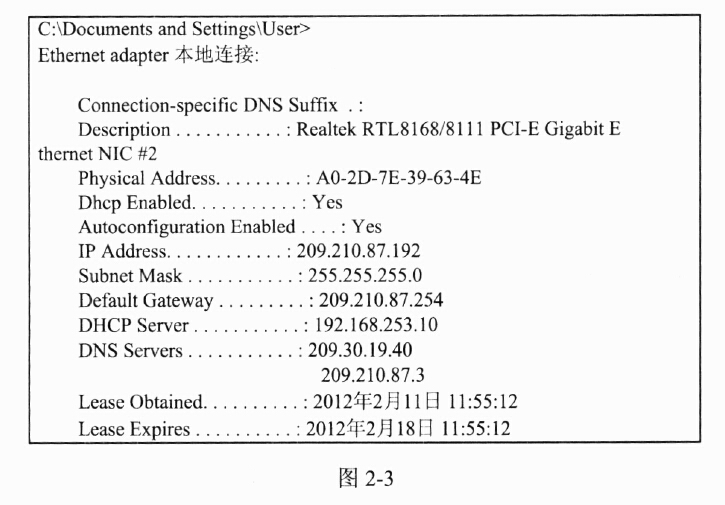 C:\Documents and Settings\User>
Ethernet adapter 本地连接:
Connection-specific DNS Suffix . :
Description . . . . . . . . . . . : Realtek RTL8168/8111 PCI-E Gigabit E
thernet NIC #2
Physical Address. . . . . . . . . : A0-2D-7E-39-63-4E
Dhcp Enabled. . . . . . . . . . . : Yes
Autoconfiguration Enabled . . . . : Yes
IP Address. . . . . . . . . . . . : 209.210.87.192
Subnet Mask . . . . . . . . . . . : 255.255.255.0
Default Gateway . . . . . . . . . : 209.210.87.254
DHCP Server . . . . . . . . . . . : 192.168.253.10
DNS Servers . . . . . . . . . . . : 209.30.19.40
209.210.87.3
Lease Obtained. . . . . . . . . . : 2012年2月11日 11:55:12
Lease Expires . . . . . . . . . . : 2012年2月18日 11:55:12
图 2-3